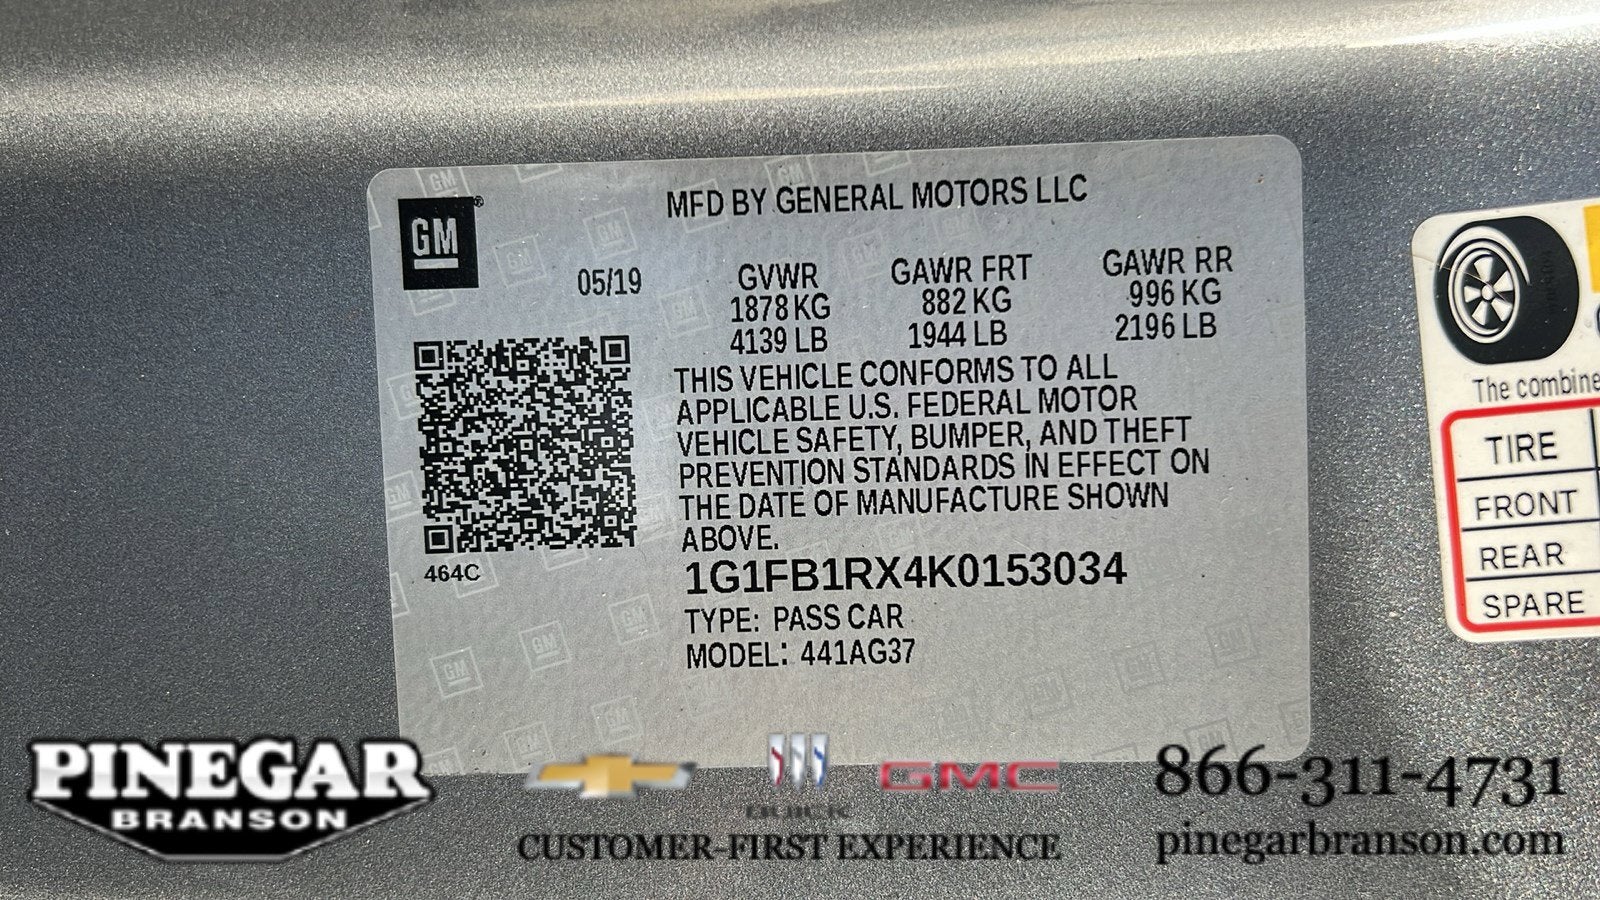 MFD BY GENERAL MOTORS LLC
GM
05/19
GVWR
1878 KG
4139 LB
GAWR FRT
882 KG
1944 LB
GAWR RR
996 KG
2196 LB
THIS VEHICLE CONFORMS TO ALL
APPLICABLE U.S. FEDERAL MOTOR
VEHICLE SAFETY, BUMPER, AND THEFT
PREVENTION STANDARDS IN EFFECT ON
THE DATE OF MANUFACTURE SHOWN
ABOVE.
464C
1G1FB1RX4K0153034
TYPE: PASS CAR
MODEL: 441AG37
The combine
TIRE
FRONT
REAR
SPARE
PINEGAR
BRANSON
BUICK
GMC
CUSTOMER-FIRST EXPERIENCE
866-311-4731
pinegarbranson.com